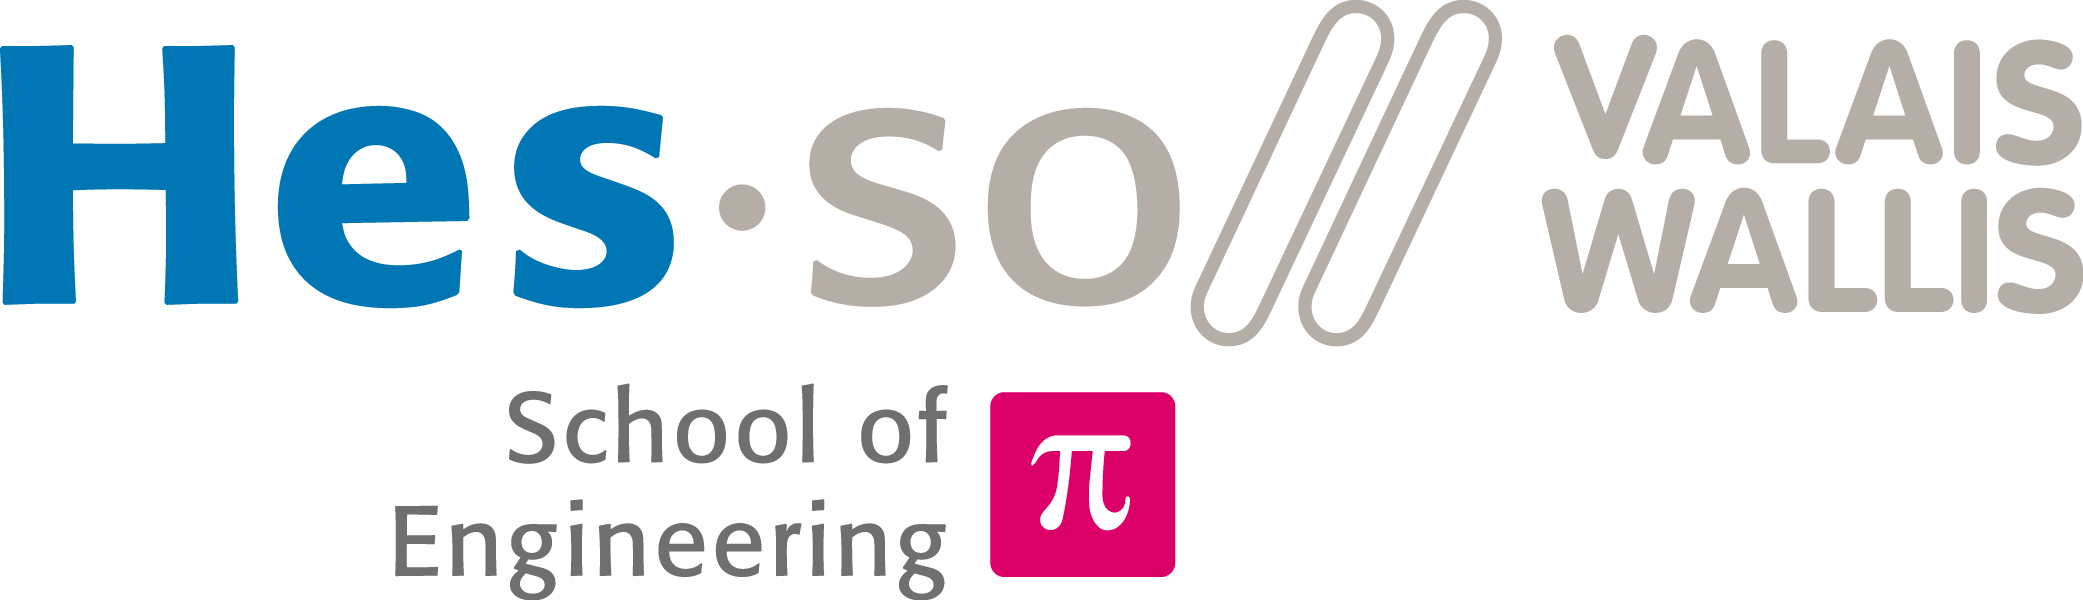 Hes·so VALAIS
WALLIS
School of
Engineering π